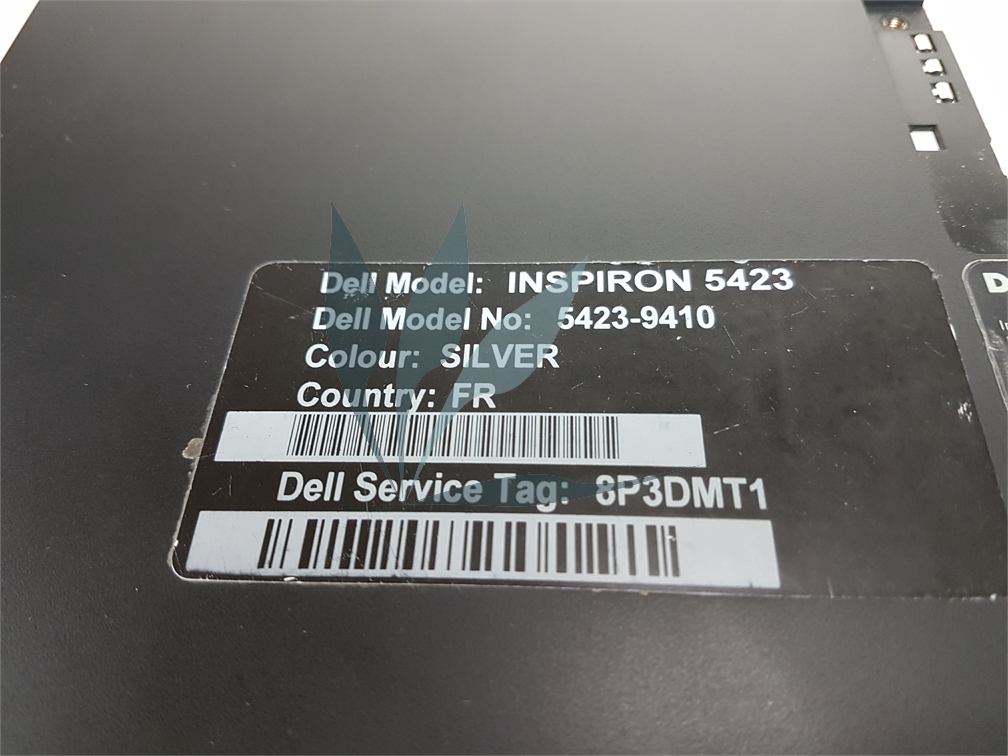 Dell Model: INSPIRON 5423
Dell Model No: 5423-9410
Colour: SILVER
Country: FR
Dell Service Tag: 8P3DMT1
D